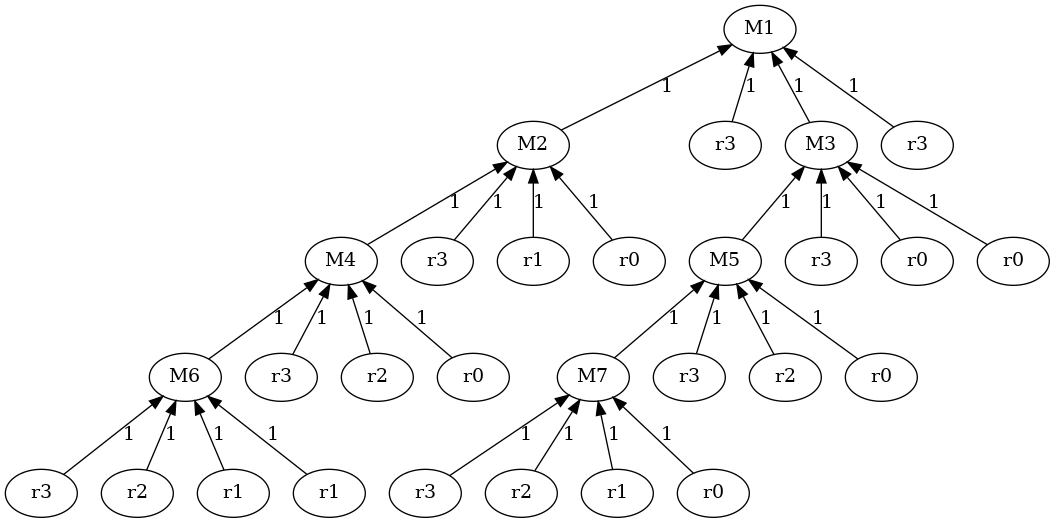 M1
1 1 1 1
M2 r3 M3 r3
1 1 1 1 1 1 1 1
M4 r3 r1 r0 M5 r3 r0 r0
1 1 1 1 1 1 1 1
M6 r3 r2 r0 M7 r3 r2 r0
1 1 1 1 1 1 1 1
r3 r2 r1 r1 r3 r2 r1 r0